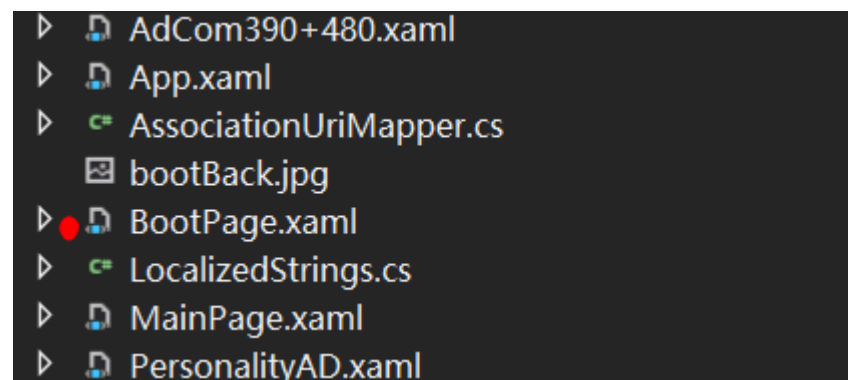 AdCom390+480.xaml
App.xaml
C# AssociationUriMapper.cs
bootBack.jpg
BootPage.xaml
C# LocalizedStrings.cs
MainPage.xaml
PersonalityAD.xaml